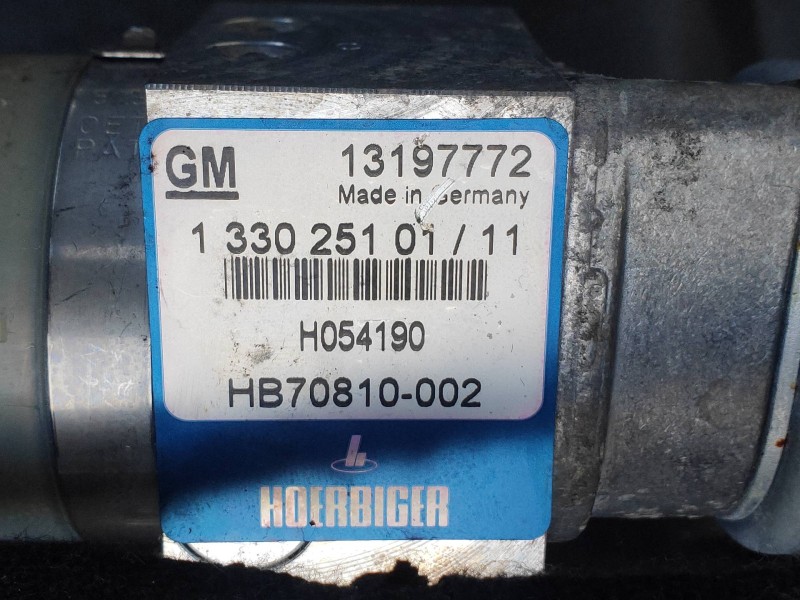 GM 13197772
Made in Germany
1 330 251 01 / 11
H054190
HB70810-002
HOERBIGER